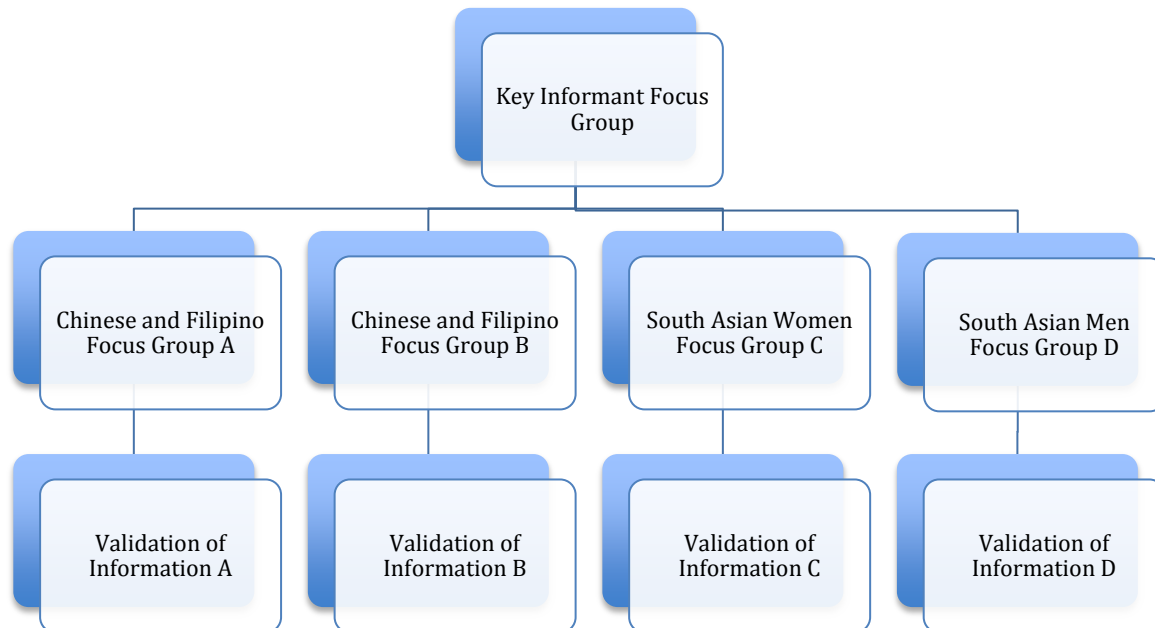 Key Informant Focus
Group
Chinese and Filipino
Focus Group A
Chinese and Filipino
Focus Group B
South Asian Women
Focus Group C
South Asian Men
Focus Group D
Validation of
Information A
Validation of
Information B
Validation of
Information C
Validation of
Information D